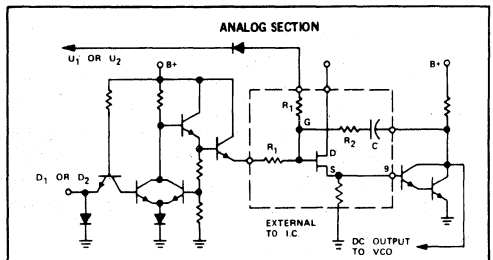 ANALOG SECTION
U1 OR U2
B+
B+
R1
G
R2
C
D1 OR D2
R1
D
S
9
EXTERNAL
TO I.C.
DC OUTPUT
TO VCO